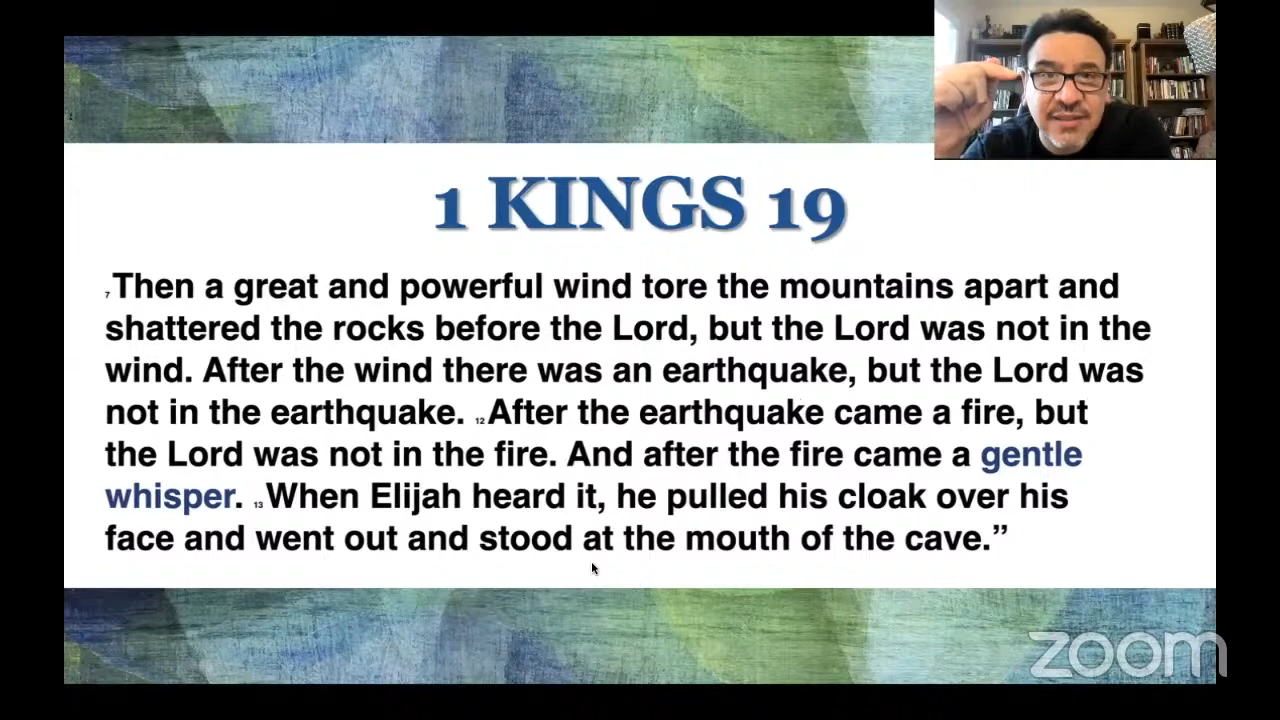 1 KINGS 19
7 Then a great and powerful wind tore the mountains apart and
shattered the rocks before the Lord, but the Lord was not in the
wind. After the wind there was an earthquake, but the Lord was
not in the earthquake. 12 After the earthquake came a fire, but
the Lord was not in the fire. And after the fire came a gentle
whisper. 13 When Elijah heard it, he pulled his cloak over his
face and went out and stood at the mouth of the cave.”
zoom